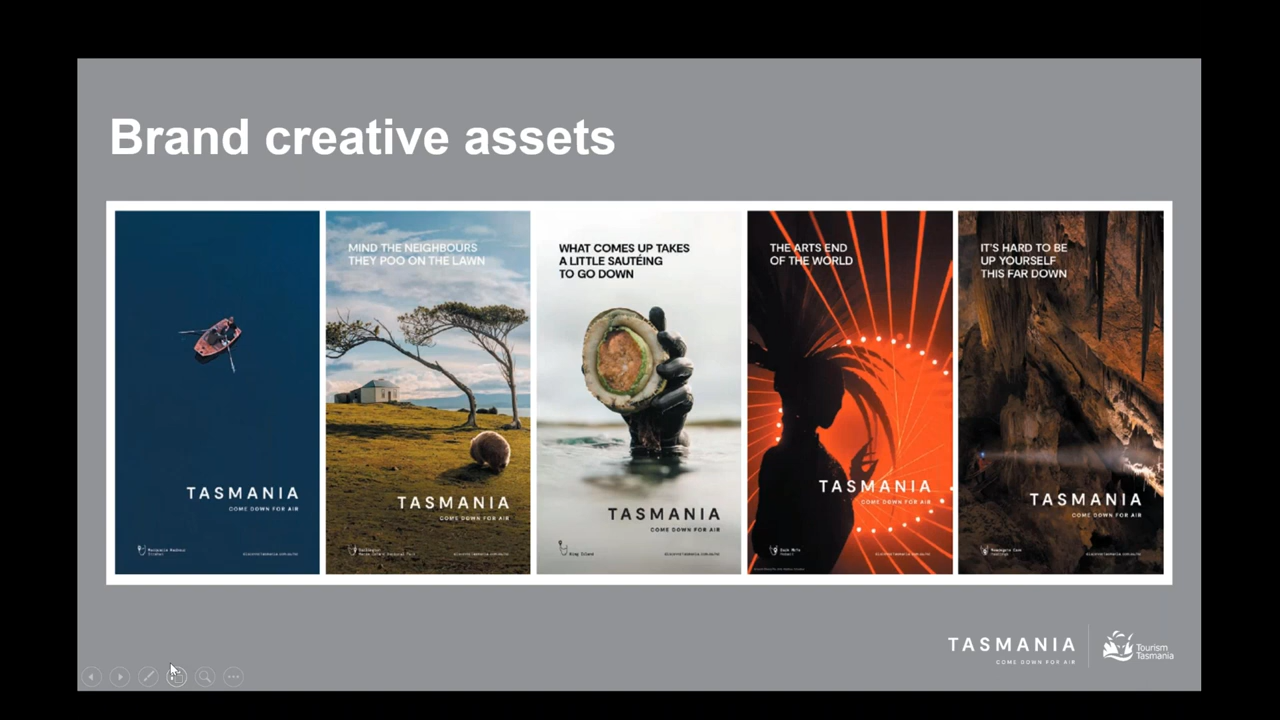 Brand creative assets
TASMANIA
COME DOWN FOR AIR
MIND THE NEIGHBOURS
THEY POO ON THE LAWN
TASMANIA
COME DOWN FOR AIR
WHAT COMES UP TAKES
A LITTLE SAUTÉING
TO GO DOWN
TASMANIA
COME DOWN FOR AIR
King Island
THE ARTS END
OF THE WORLD
TASMANIA
COME DOWN FOR AIR
Dark Mofo
IT'S HARD TO BE
UP YOURSELF
THIS FAR DOWN
TASMANIA
COME DOWN FOR AIR
TASMANIA
COME DOWN FOR AIR
Tourism
Tasmania